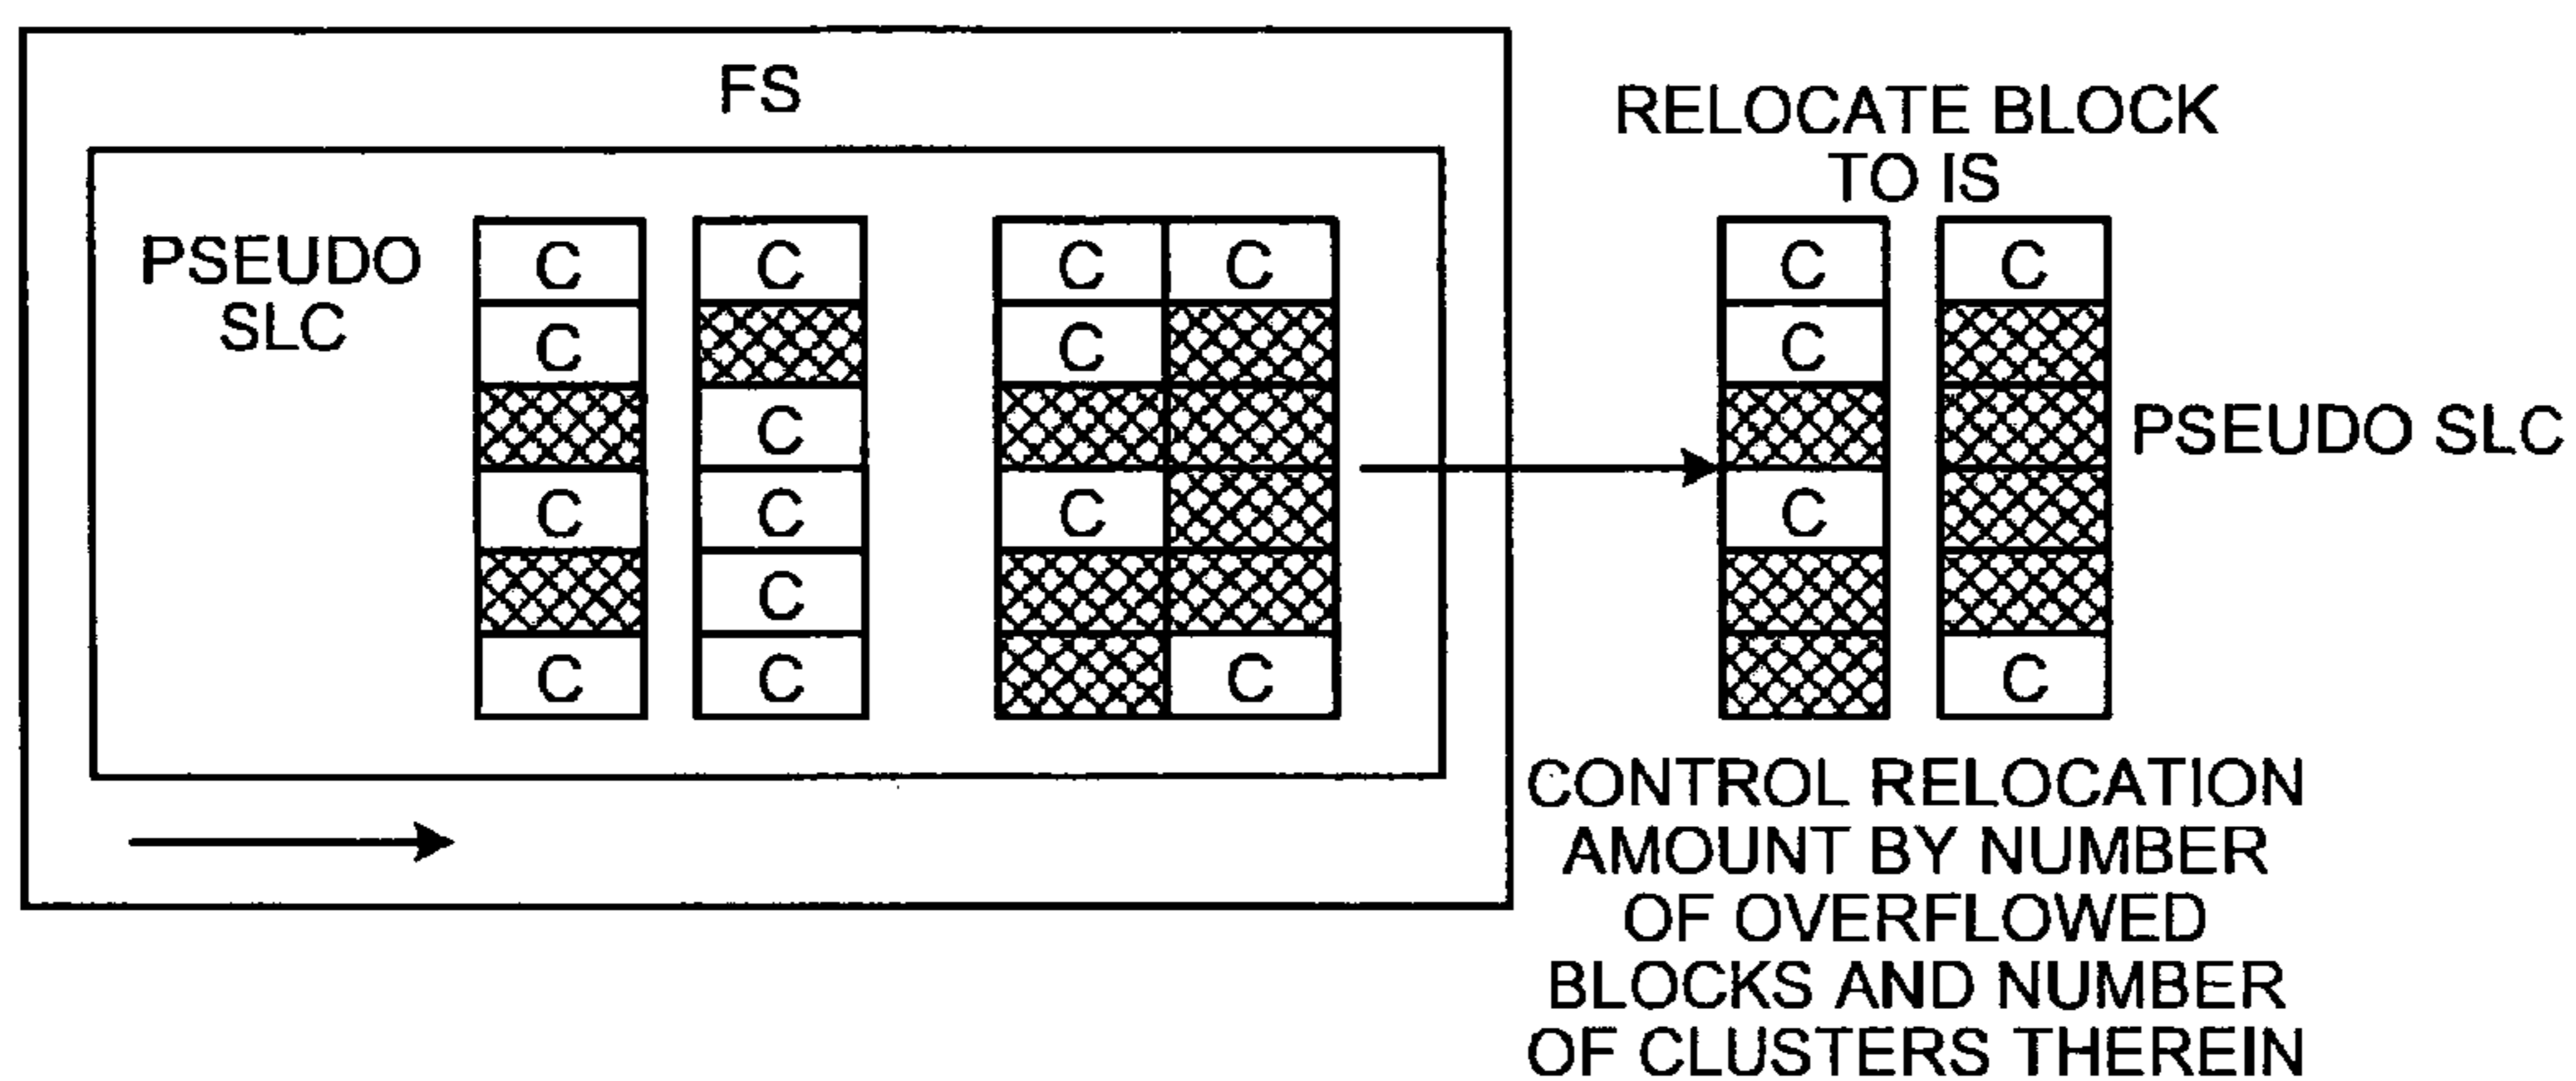 FS
PSEUDO
SLC
C C C C
C C C
C
C C C
C
C C C
RELOCATE BLOCK
TO IS
C C
C
C
C
PSEUDO SLC
CONTROL RELOCATION
AMOUNT BY NUMBER
OF OVERFLOWED
BLOCKS AND NUMBER
OF CLUSTERS THEREIN